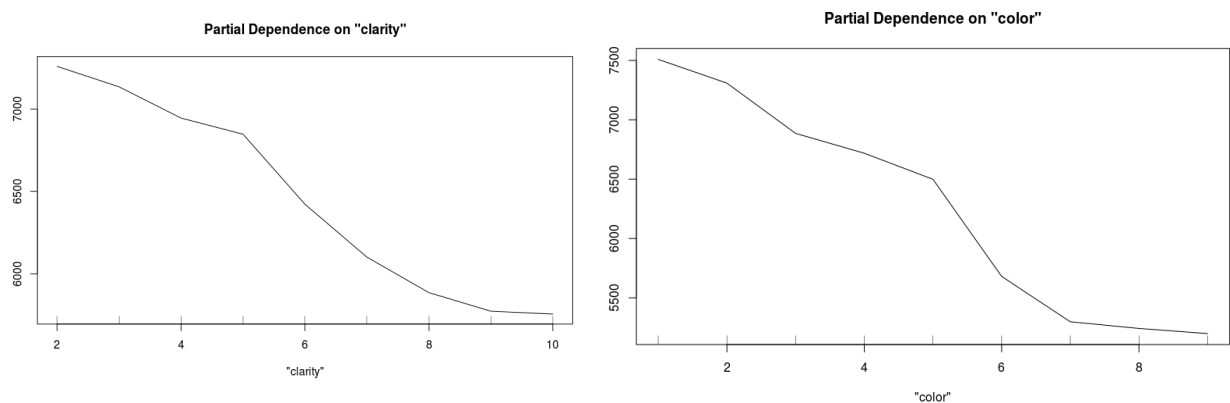 Partial Dependence on "clarity"
7000
6500
6000
2 4 6 8 10
"clarity"
Partial Dependence on "color"
7500
7000
6500
6000
5500
2 4 6 8
"color"